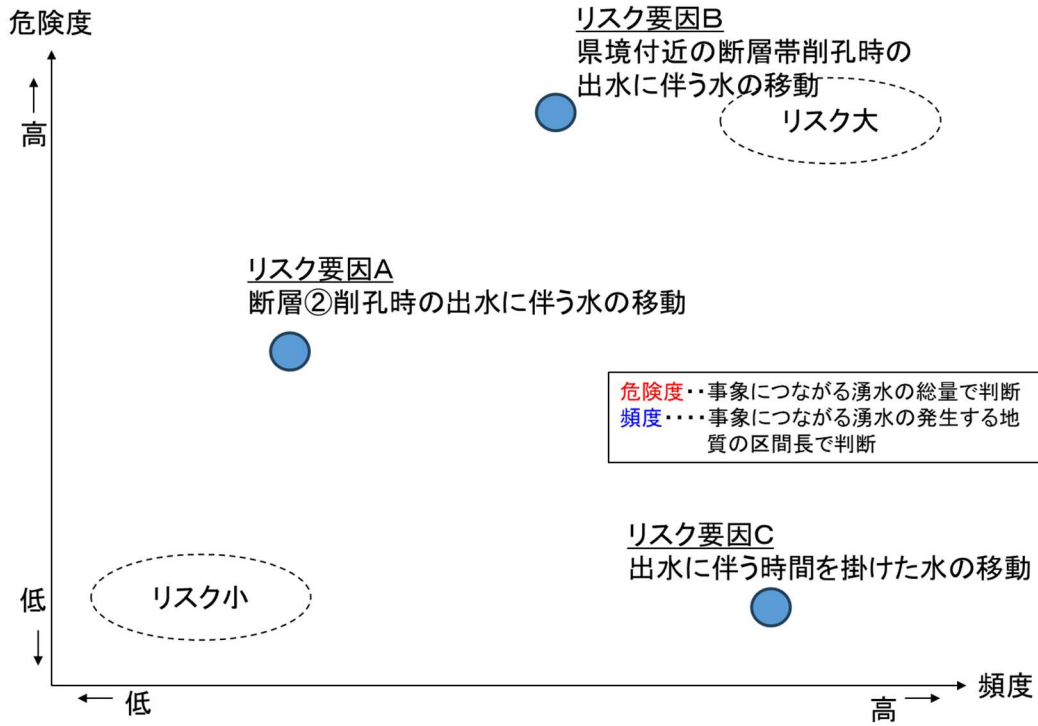 危険度
高
リスク要因B
県境付近の断層帯削孔時の
出水に伴う水の移動
リスク大
リスク要因A
断層②削孔時の出水に伴う水の移動
危険度‥事象につながる湧水の総量で判断
頻度‥‥事象につながる湧水の発生する地
質の区間長で判断
リスク要因C
出水に伴う時間を掛けた水の移動
リスク小
低
低
高
頻度